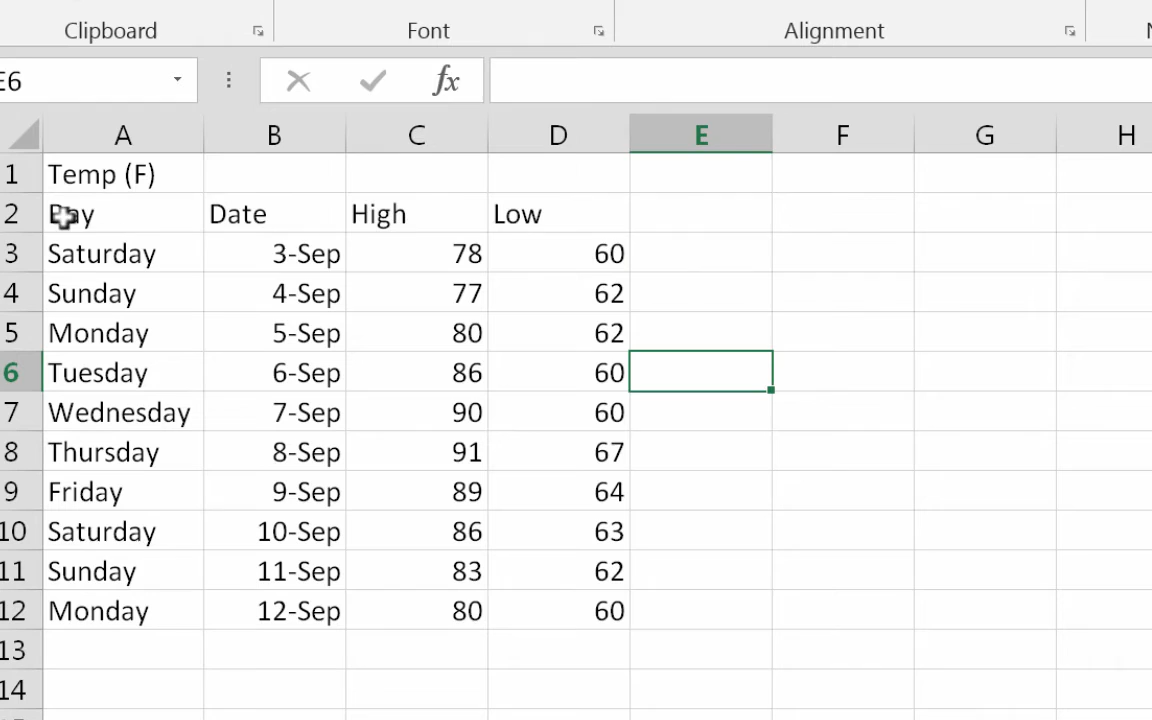 Clipboard Font Alignment
E6 fx
A B C D E F G H
1 Temp (F)
2 Day Date High Low
3 Saturday 3-Sep 78 60
4 Sunday 4-Sep 77 62
5 Monday 5-Sep 80 62
6 Tuesday 6-Sep 86 60
7 Wednesday 7-Sep 90 60
8 Thursday 8-Sep 91 67
9 Friday 9-Sep 89 64
10 Saturday 10-Sep 86 63
11 Sunday 11-Sep 83 62
12 Monday 12-Sep 80 60
13
14